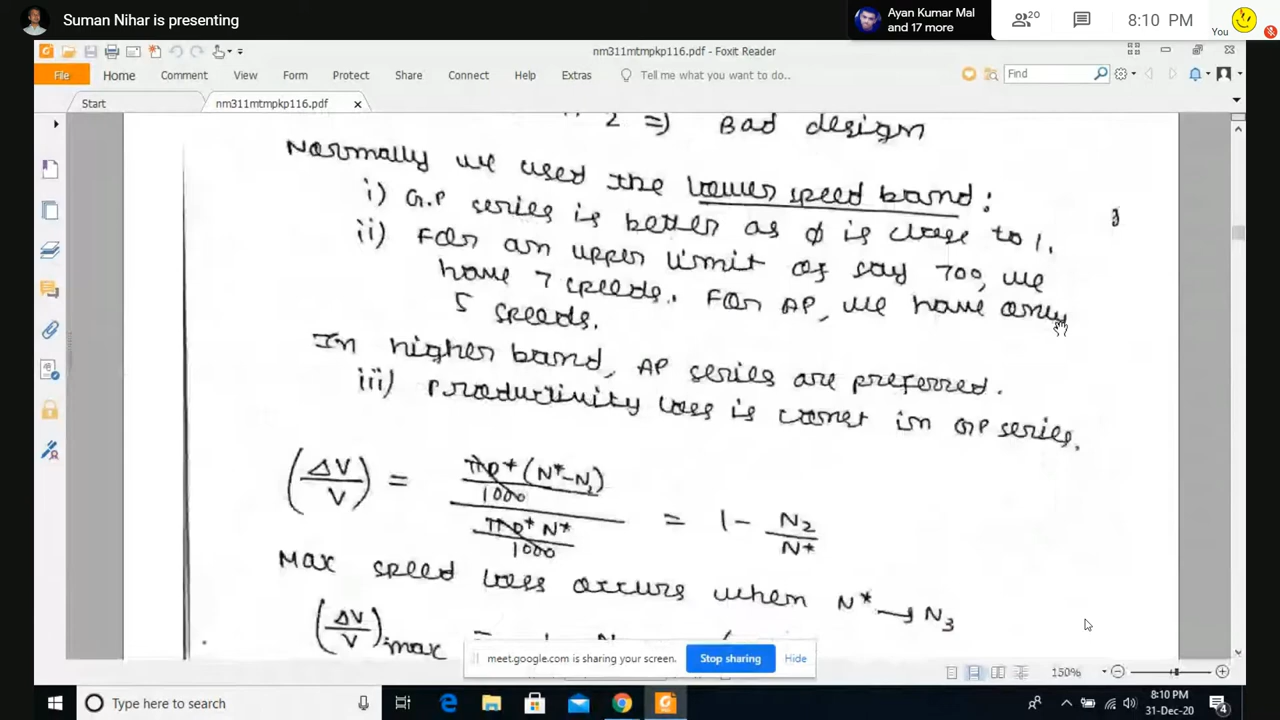 Suman Nihar is presenting
Ayan Kumar Mal
and 17 more
20
8:10 PM
You
nm311mtmpkp116.pdf - Foxit Reader
File Home Comment View Form Protect Share Connect Help Extras Tell me what you want to do.. Find
Start nm311mtmpkp116.pdf
2 => Bad design
Normally we used the lower speed band:
i) G.P series is better as φ is close to 1.
ii) For an upper limit of say 700, we
have 7 speeds. For AP, we have only
5 speeds.
In higher band, AP series are preferred.
iii) Productivity loss is const in GP series.
(ΔV/V) = (πD* (N*-N2)/1000) / (πD* N*/1000) = 1 - N2/N*
Max speed loss occurs when N* → N3
(ΔV/V)max
meet.google.com is sharing your screen. Stop sharing Hide
150%
Type here to search
8:10 PM
31-Dec-20
4